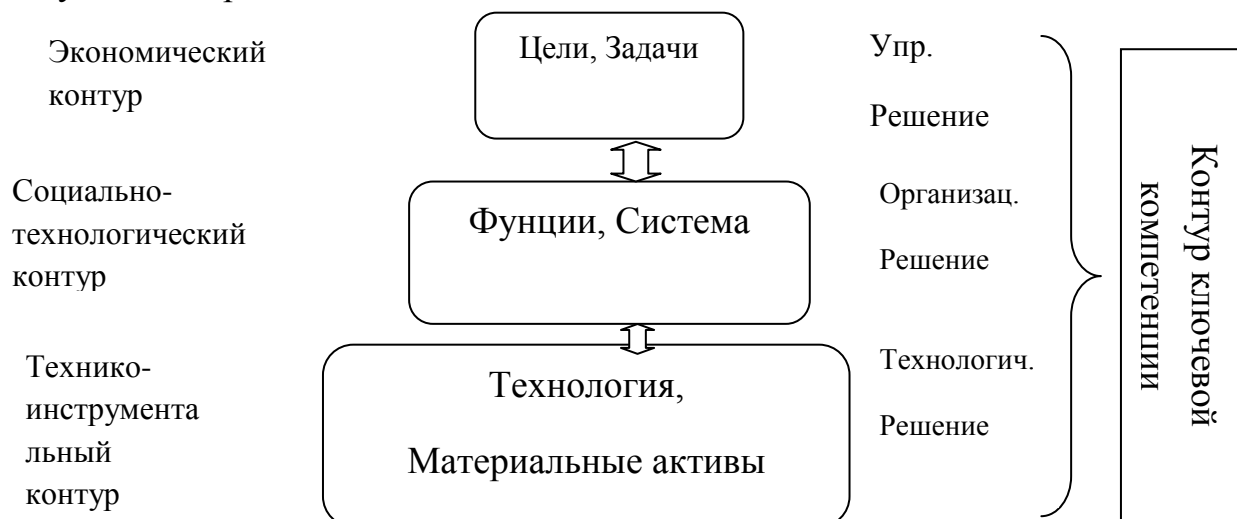 Экономический
контур
Цели, Задачи
Упр.
Решение
Социально-
технологический
контур
Фунции, Система
Организац.
Решение
Технико-
инструмента
льный
контур
Технология,
Материальные активы
Технологич.
Решение
Контур ключевой
компетенции